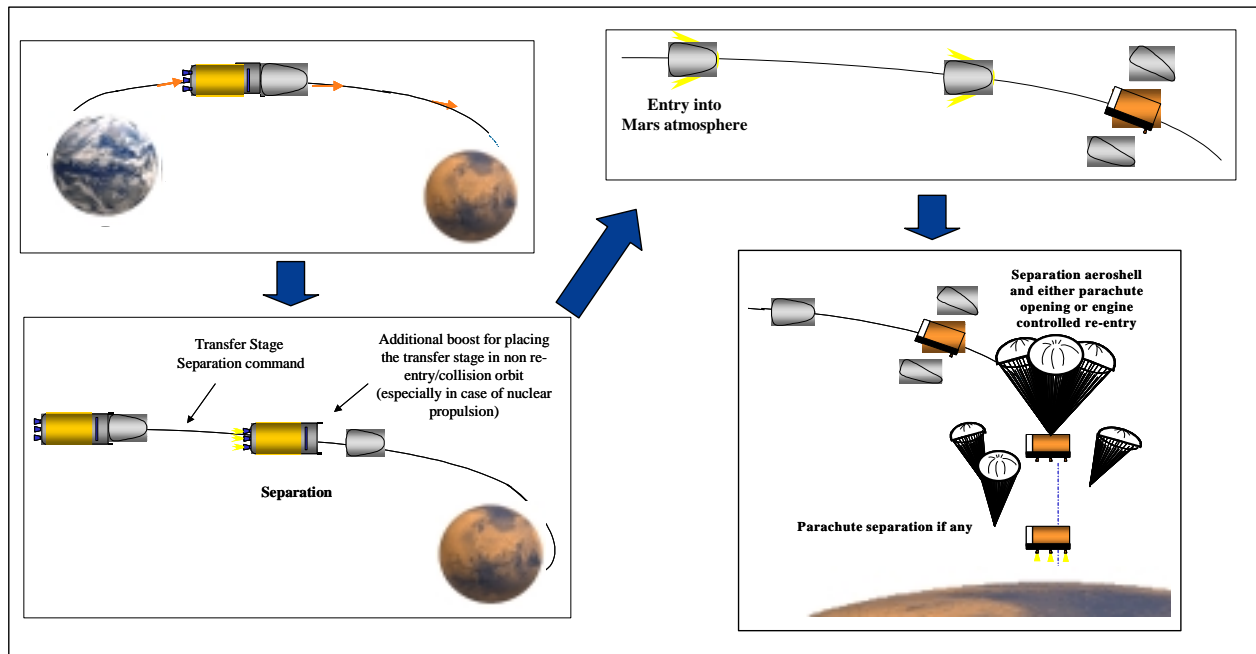 Transfer Stage
Separation command
Additional boost for placing
the transfer stage in non re-
entry/collision orbit
(especially in case of nuclear
propulsion)
Separation
Entry into
Mars atmosphere
Separation aeroshell
and either parachute
opening or engine
controlled re-entry
Parachute separation if any